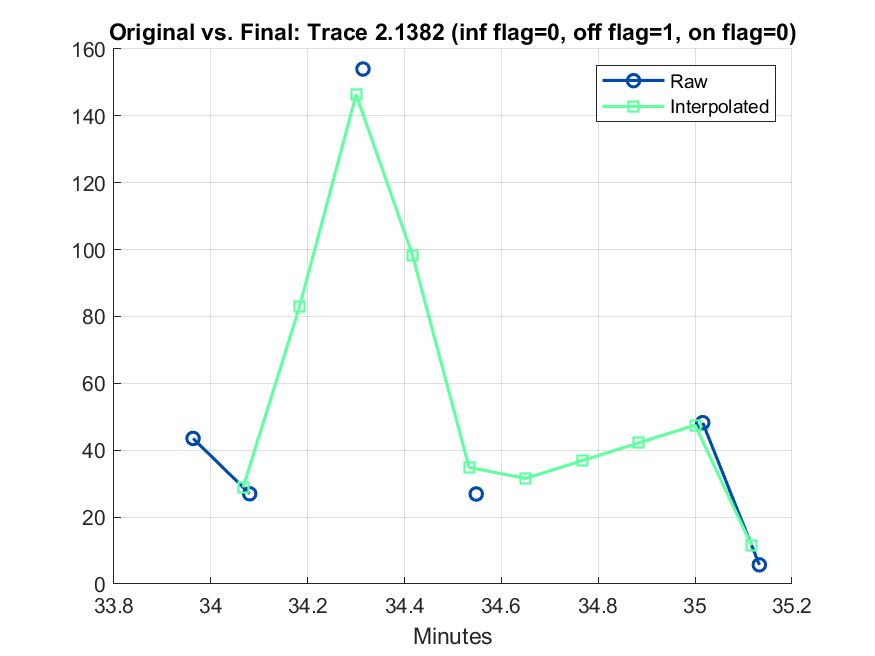 Original vs. Final: Trace 2.1382 (inf flag=0, off flag=1, on flag=0)
160
140
120
100
80
60
40
20
0
Raw
Interpolated
33.8 34 34.2 34.4 34.6 34.8 35 35.2
Minutes